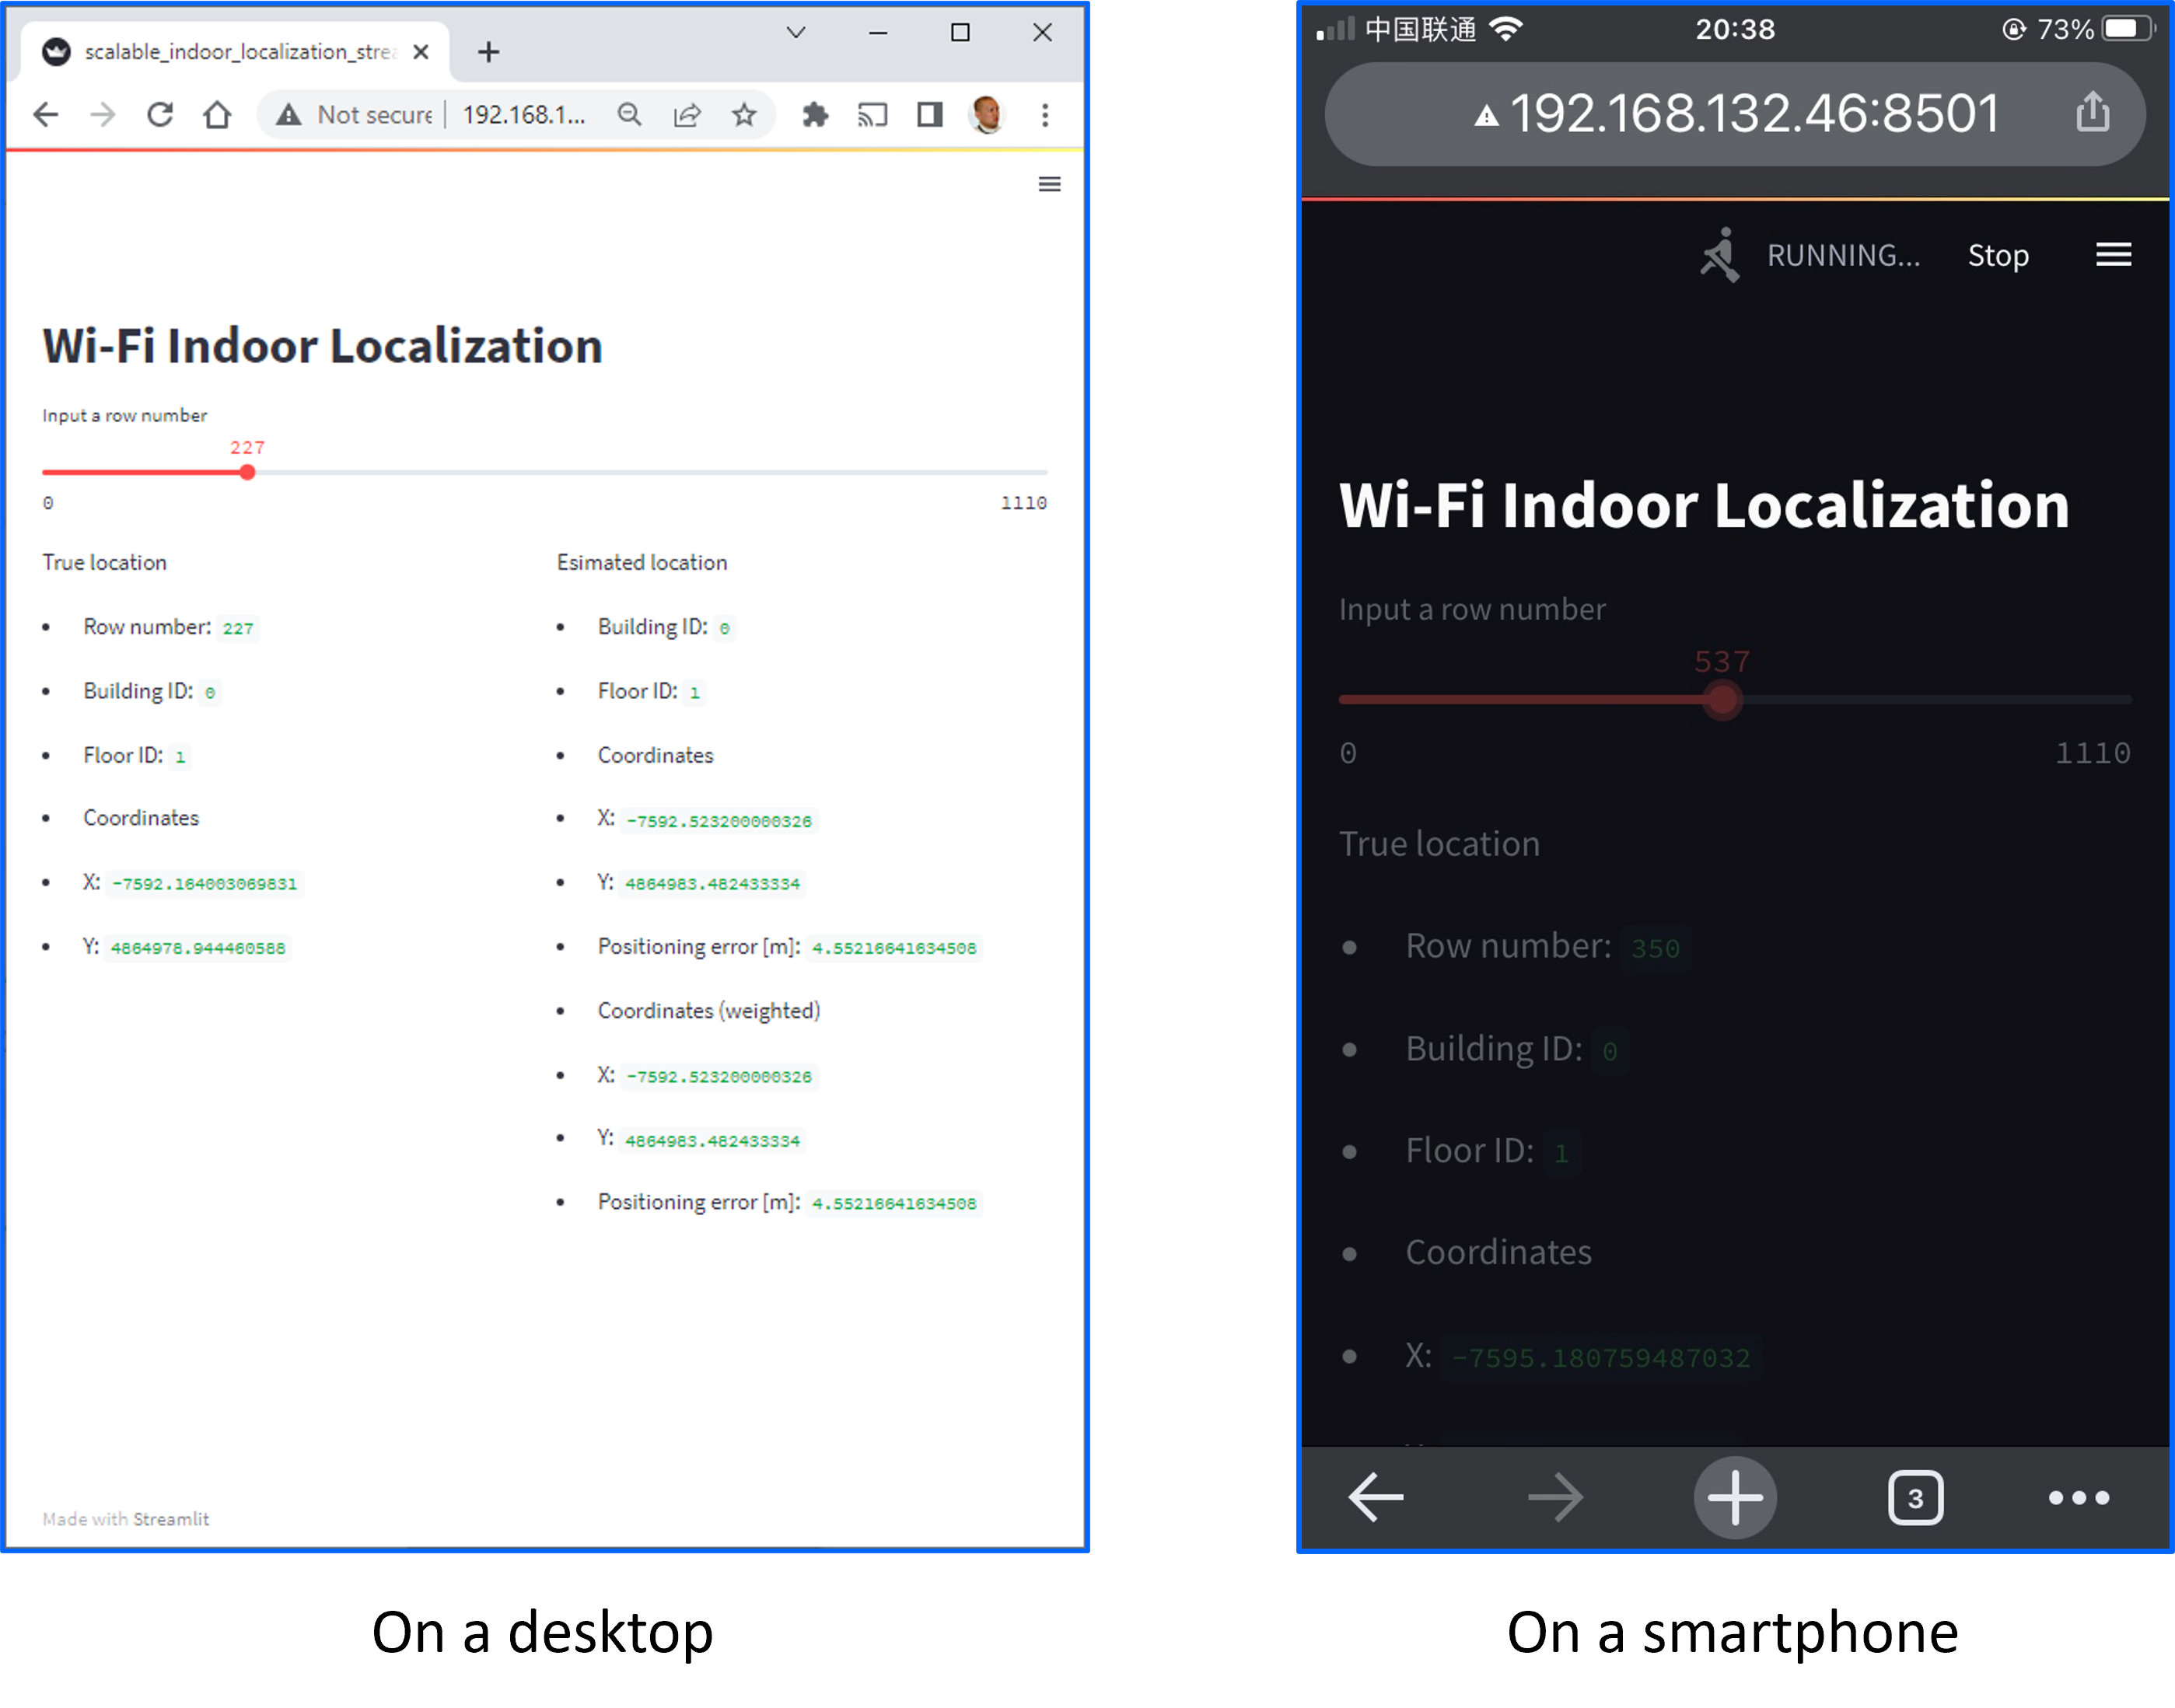 scalable_indoor_localization_strea
Not secure
192.168.1...
Wi-Fi Indoor Localization
Input a row number
227
0
1110
True location
Row number: 227
Building ID: 0
Floor ID: 1
Coordinates
X: -7592.164003069831
Y: 4864978.944460588
Esimated location
Building ID: 0
Floor ID: 1
Coordinates
X: -7592.523200000326
Y: 4864983.482433334
Positioning error [m]: 4.55216641634508
Coordinates (weighted)
X: -7592.523200000326
Y: 4864983.482433334
Positioning error [m]: 4.55216641634508
Made with Streamlit
On a desktop
中国联通
20:38
73%
192.168.132.46:8501
RUNNING...
Stop
Wi-Fi Indoor Localization
Input a row number
537
0
1110
True location
Row number: 350
Building ID: 0
Floor ID: 1
Coordinates
X: -7595.180759487032
3
On a smartphone